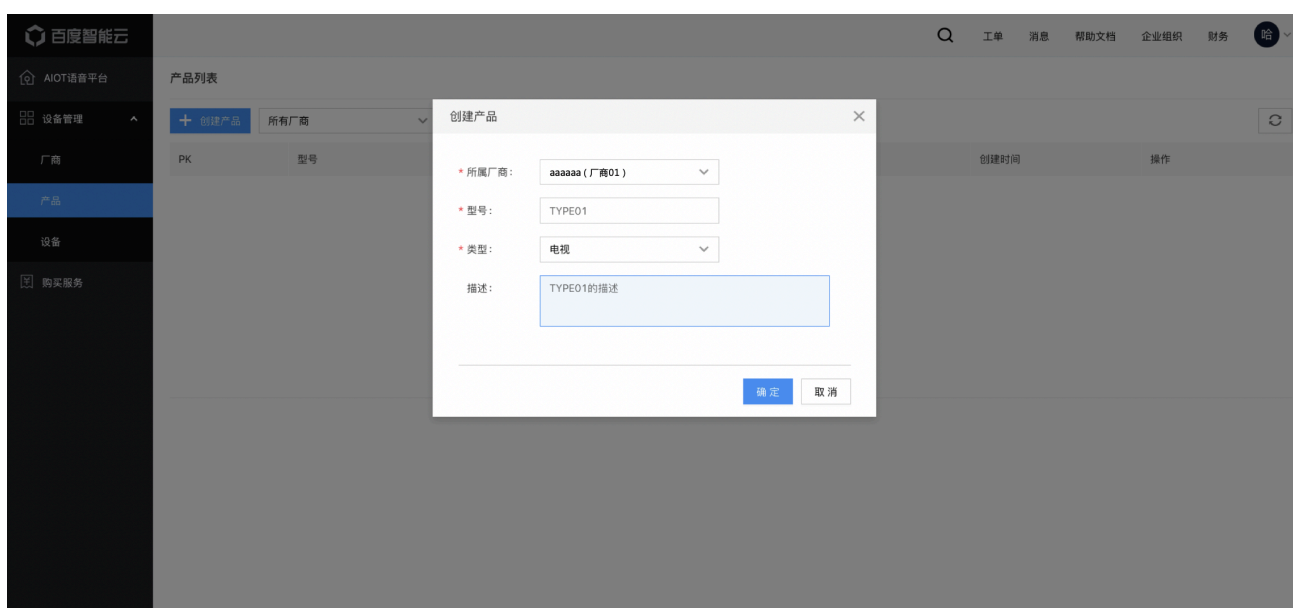 百度智能云
工单 消息 帮助文档 企业组织 财务 哈
AIOT语音平台
产品列表
设备管理
创建产品 所有厂商
创建产品
厂商
PK 型号 创建时间 操作
* 所属厂商： aaaaaa ( 厂商01 )
产品
* 型号： TYPE01
设备
* 类型： 电视
购买服务
描述： TYPE01的描述
确定 取消